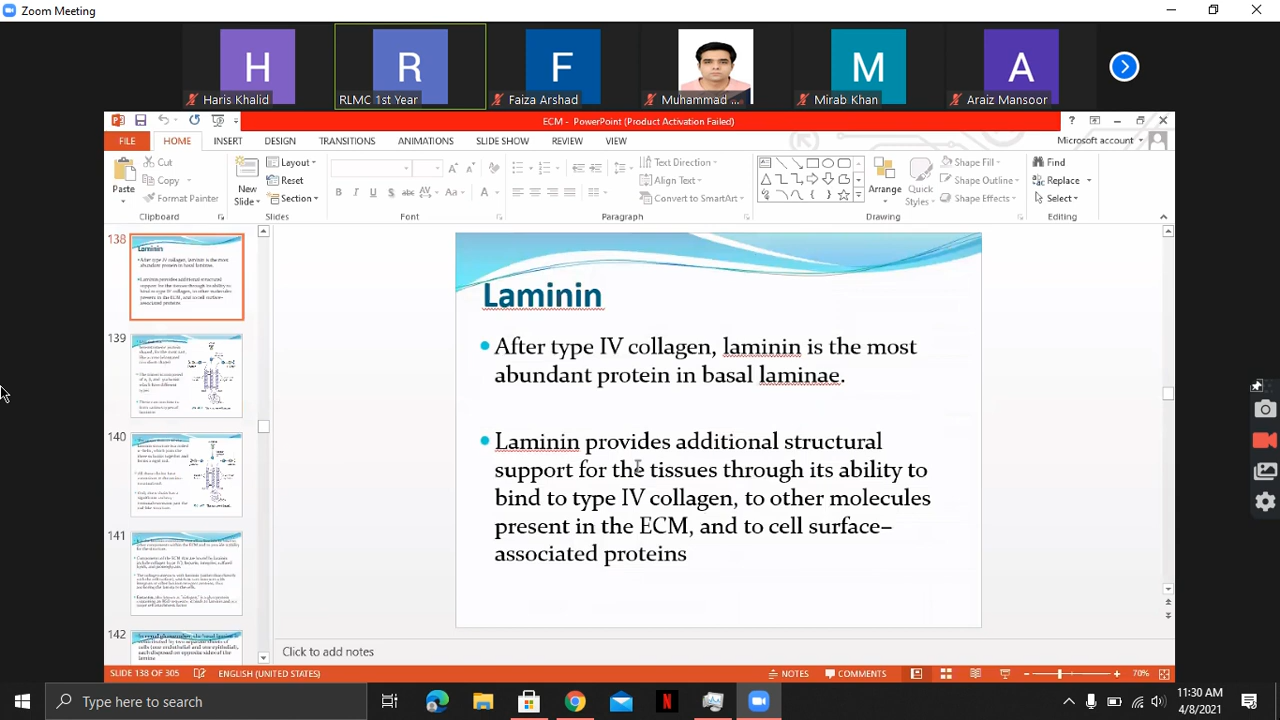 Zoom Meeting
H
R
F
M
A
Haris Khalid
RLMC 1st Year
Faiza Arshad
Muhammad ...
Mirab Khan
Araiz Mansoor
ECM - PowerPoint (Product Activation Failed)
FILE
HOME
INSERT
DESIGN
TRANSITIONS
ANIMATIONS
SLIDE SHOW
REVIEW
VIEW
Microsoft account
Paste
Cut
Copy
Format Painter
Clipboard
New
Slide
Layout
Reset
Section
Slides
Font
Text Direction
Align Text
Convert to SmartArt
Paragraph
Arrange
Quick
Styles
Shape Fill
Shape Outline
Shape Effects
Drawing
Find
Replace
Select
Editing
138
139
140
141
142
Laminin
After type IV collagen, laminin is the most
abundant protein in basal laminae.
Laminin provides additional structural
support for the tissues through its ability to
bind to type IV collagen, to other molecules
present in the ECM, and to cell surface–
associated proteins
Click to add notes
SLIDE 138 OF 305
ENGLISH (UNITED STATES)
NOTES
COMMENTS
70%
Type here to search
11:30 AM
4/8/2021